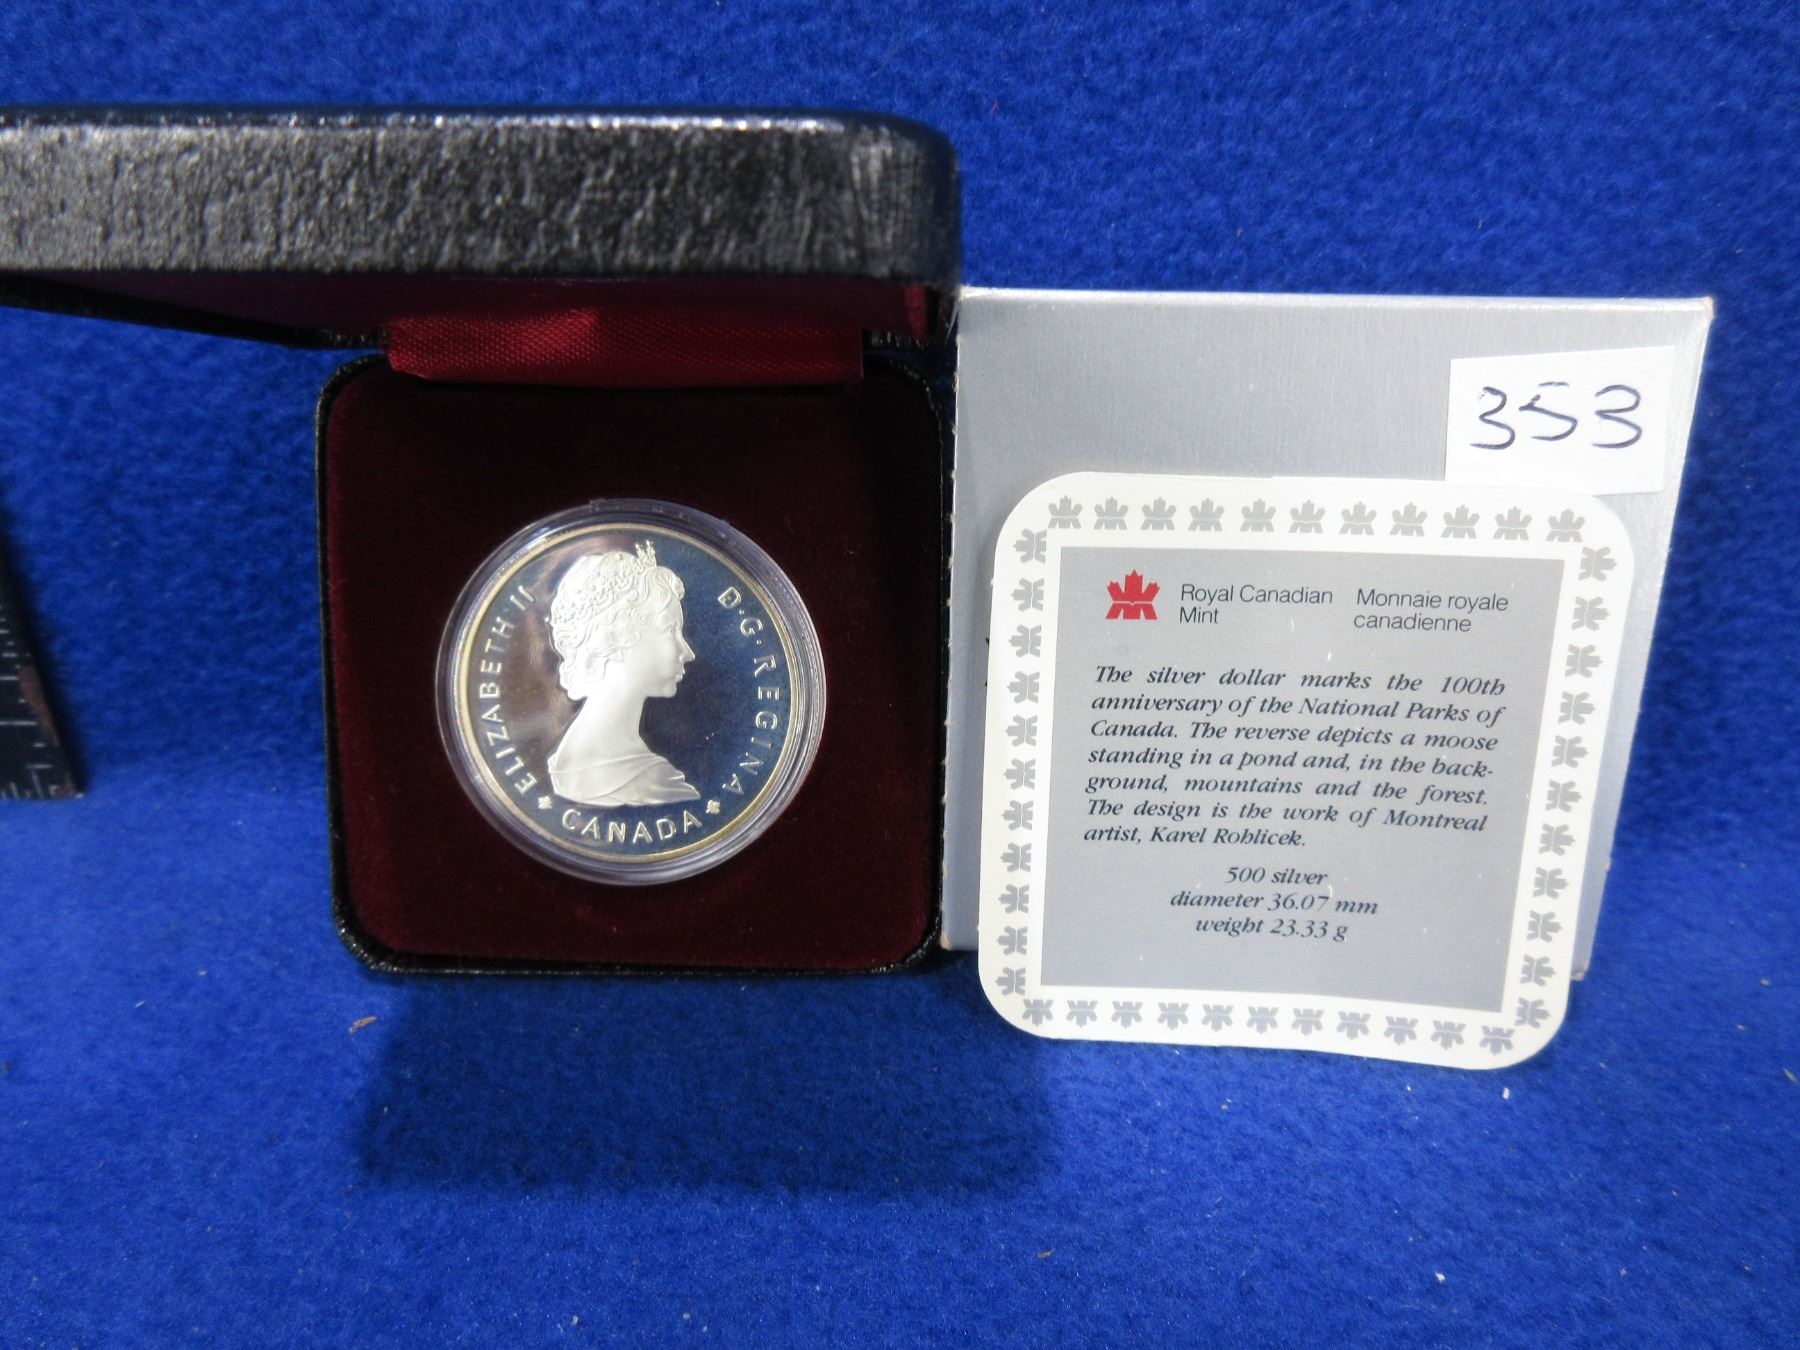 ELIZABETH II D·G·REGINA
CANADA
353
Royal Canadian Mint
Monnaie royale canadienne
The silver dollar marks the 100th
anniversary of the National Parks of
Canada. The reverse depicts a moose
standing in a pond and, in the back-
ground, mountains and the forest.
The design is the work of Montreal
artist, Karel Rohlicek.
500 silver
diameter 36.07 mm
weight 23.33 g